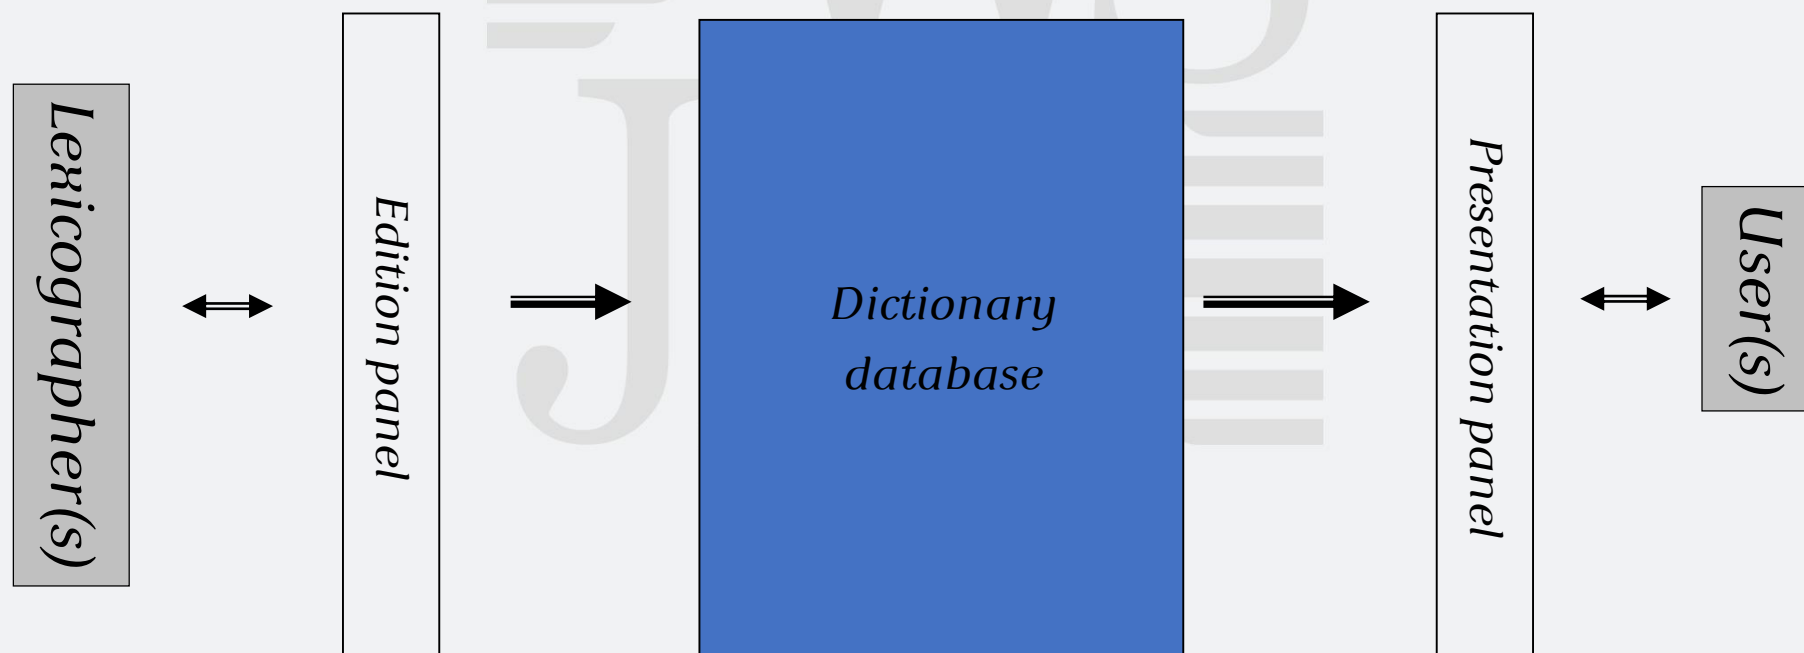 Lexicographer(s)
Edition panel
Dictionary
database
Presentation panel
User(s)